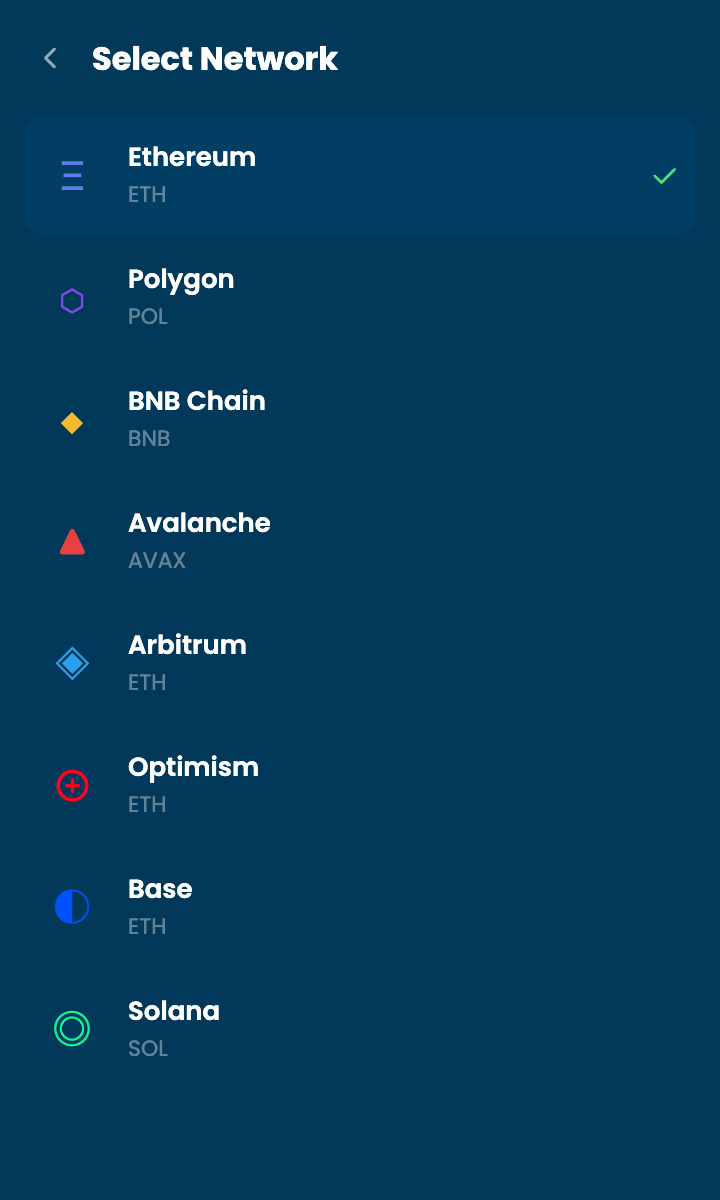 Select Network
Ethereum
ETH
Polygon
POL
BNB Chain
BNB
Avalanche
AVAX
Arbitrum
ETH
Optimism
ETH
Base
ETH
Solana
SOL